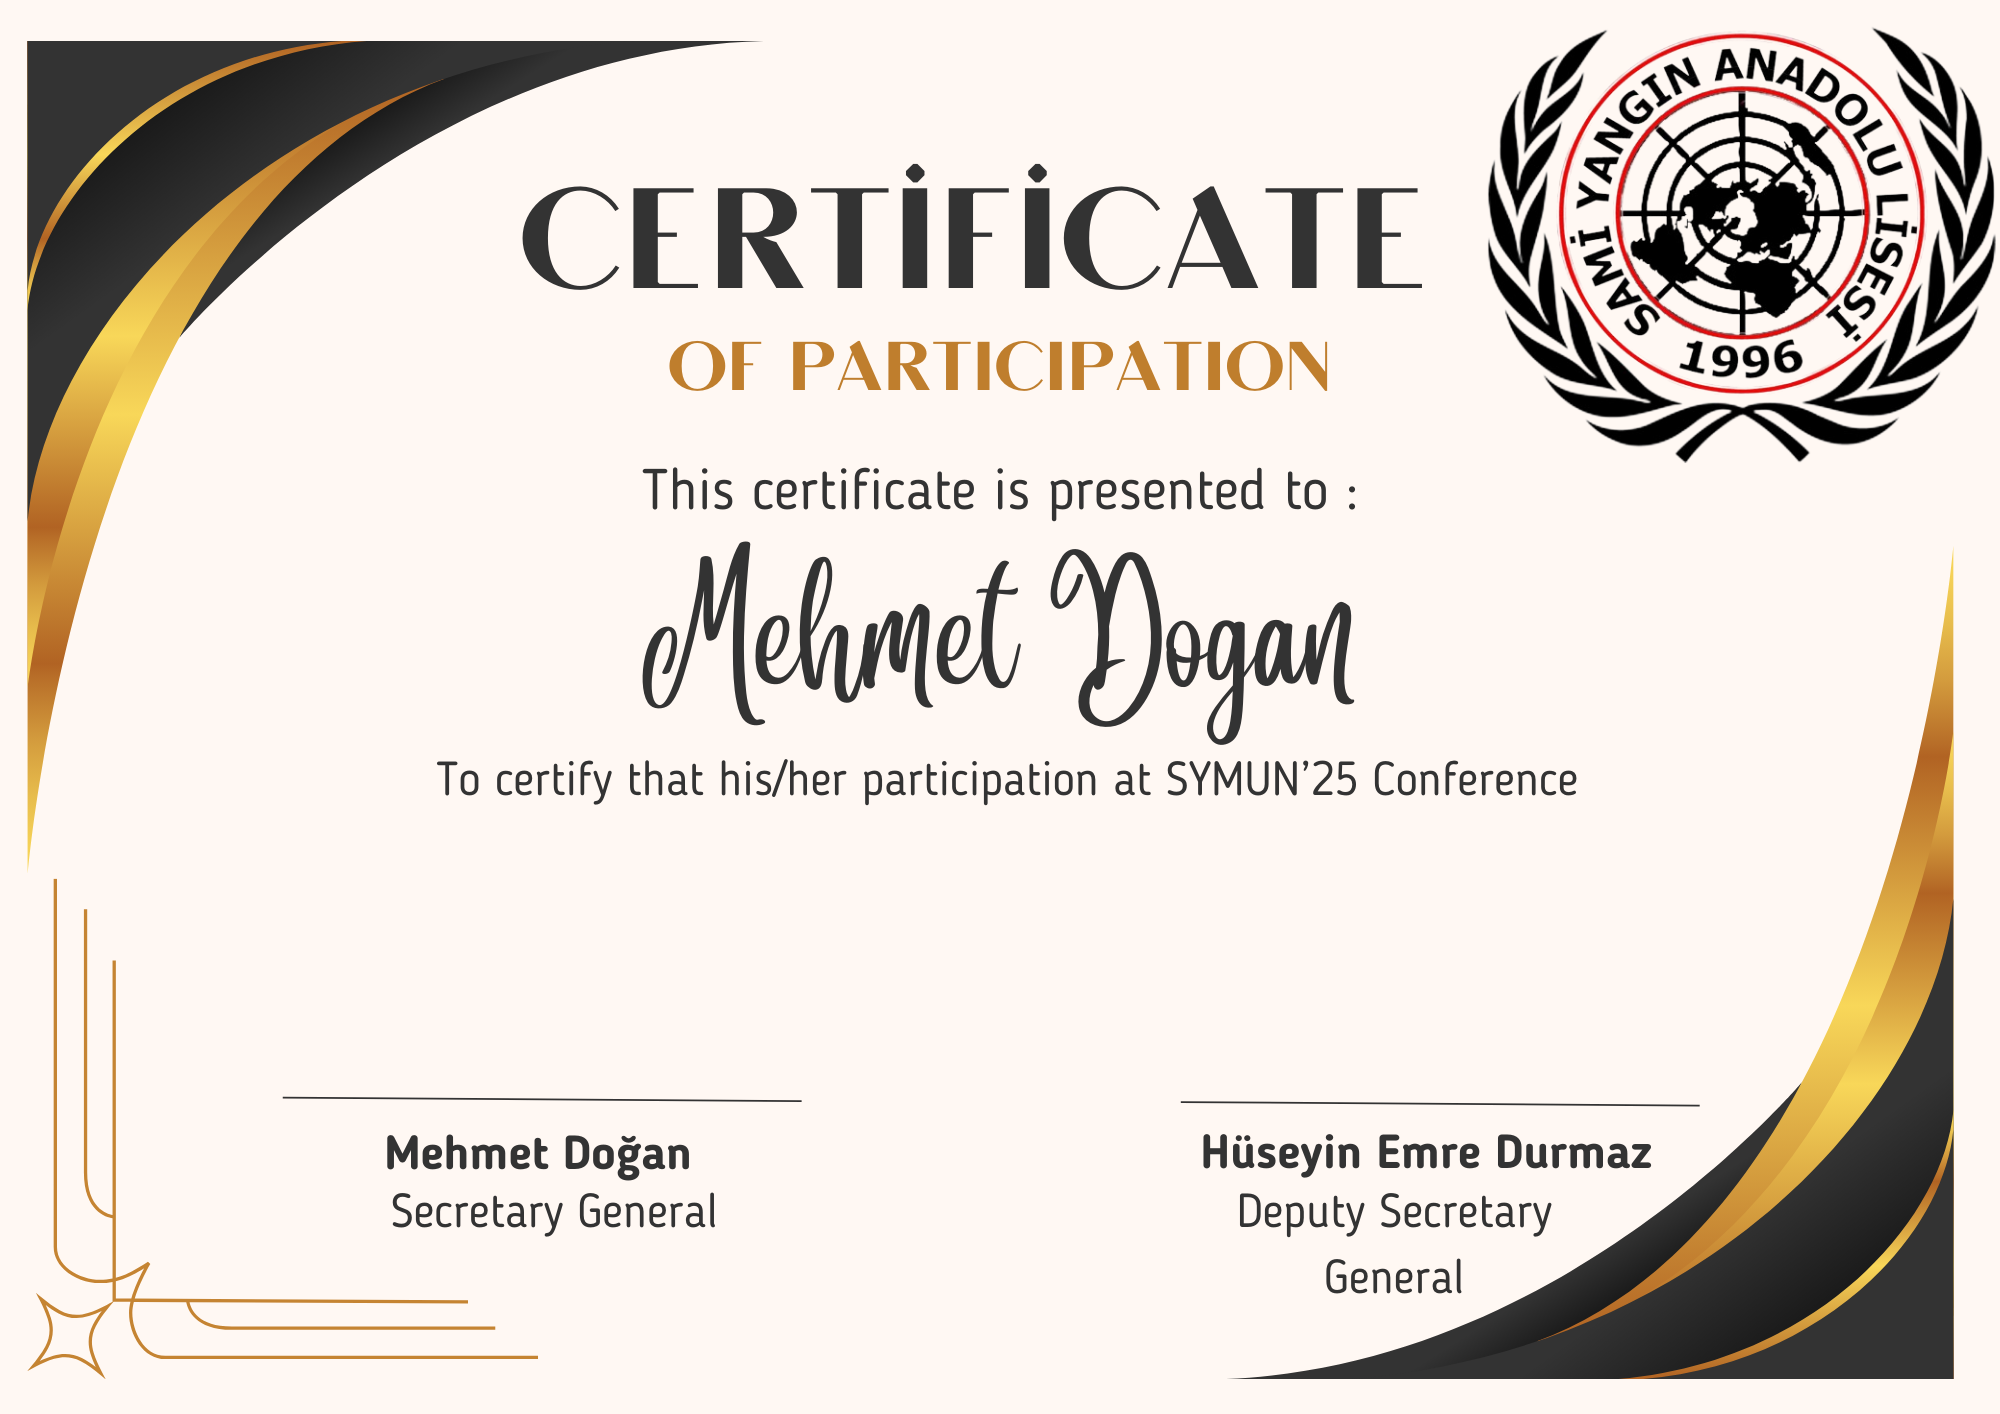 SAMİ YANGIN ANADOLU LİSESİ
1996
CERTİFİCATE
OF PARTICIPATION
This certificate is presented to :
Mehmet Dogan
To certify that his/her participation at SYMUN’25 Conference
Mehmet Doğan
Secretary General
Hüseyin Emre Durmaz
Deputy Secretary
General